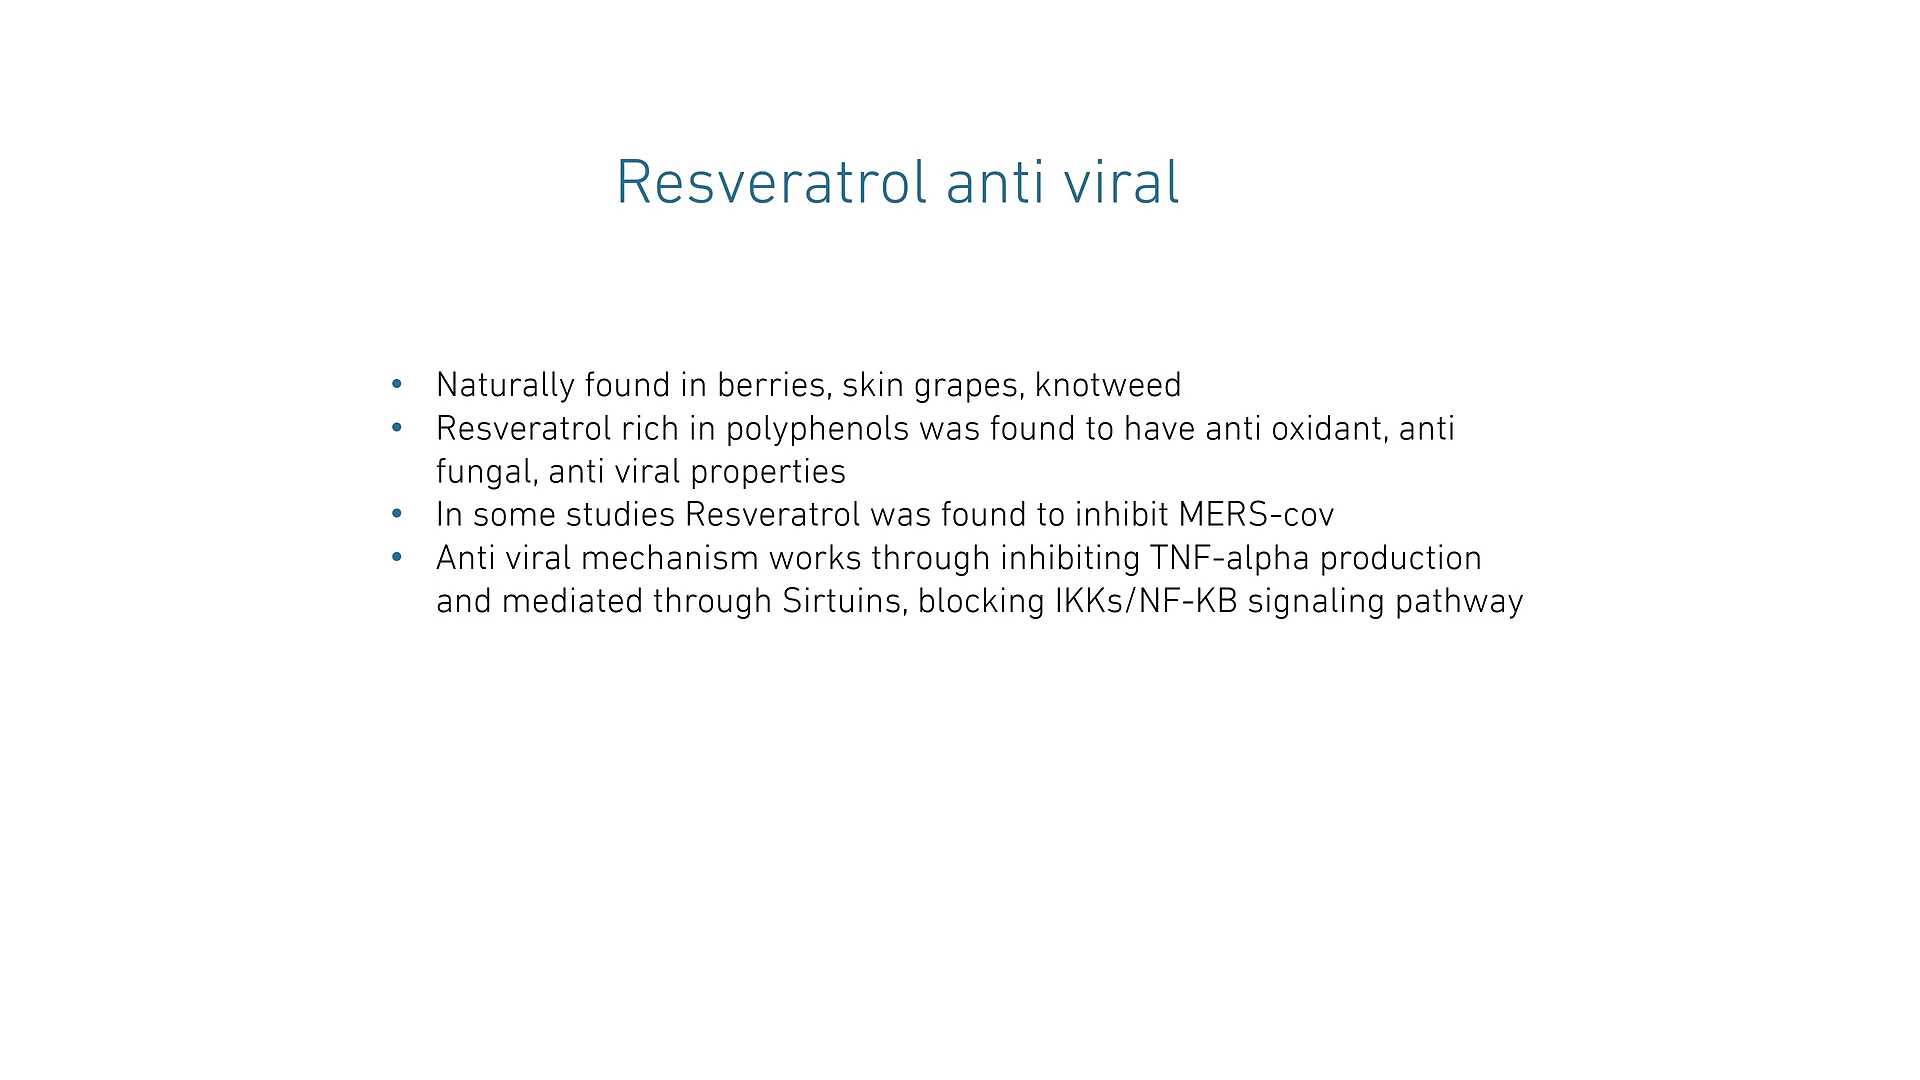 Resveratrol anti viral
• Naturally found in berries, skin grapes, knotweed
• Resveratrol rich in polyphenols was found to have anti oxidant, anti
fungal, anti viral properties
• In some studies Resveratrol was found to inhibit MERS-cov
• Anti viral mechanism works through inhibiting TNF-alpha production
and mediated through Sirtuins, blocking IKKs/NF-KB signaling pathway